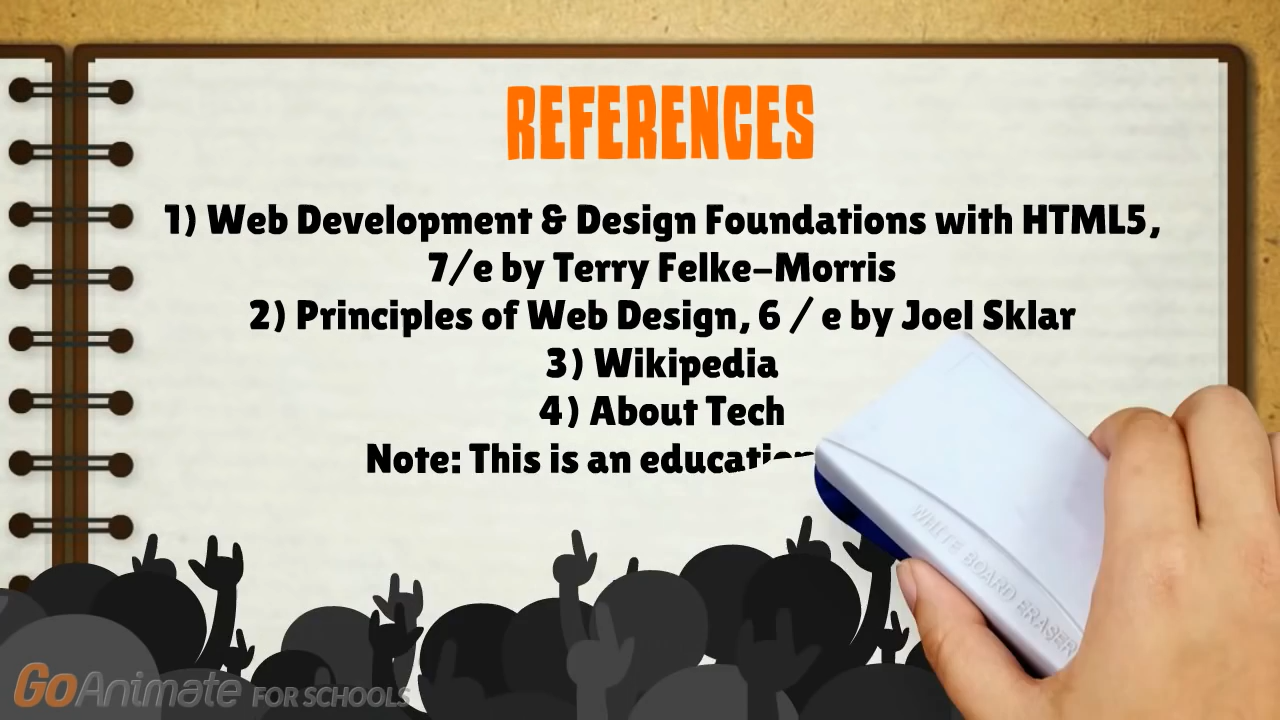 REFERENCES
1) Web Development & Design Foundations with HTML5,
7/e by Terry Felke-Morris
2) Principles of Web Design, 6 / e by Joel Sklar
3) Wikipedia
4) About Tech
Note: This is an education
WHITE BOARD ERASER
GoAnimate FOR SCHOOLS